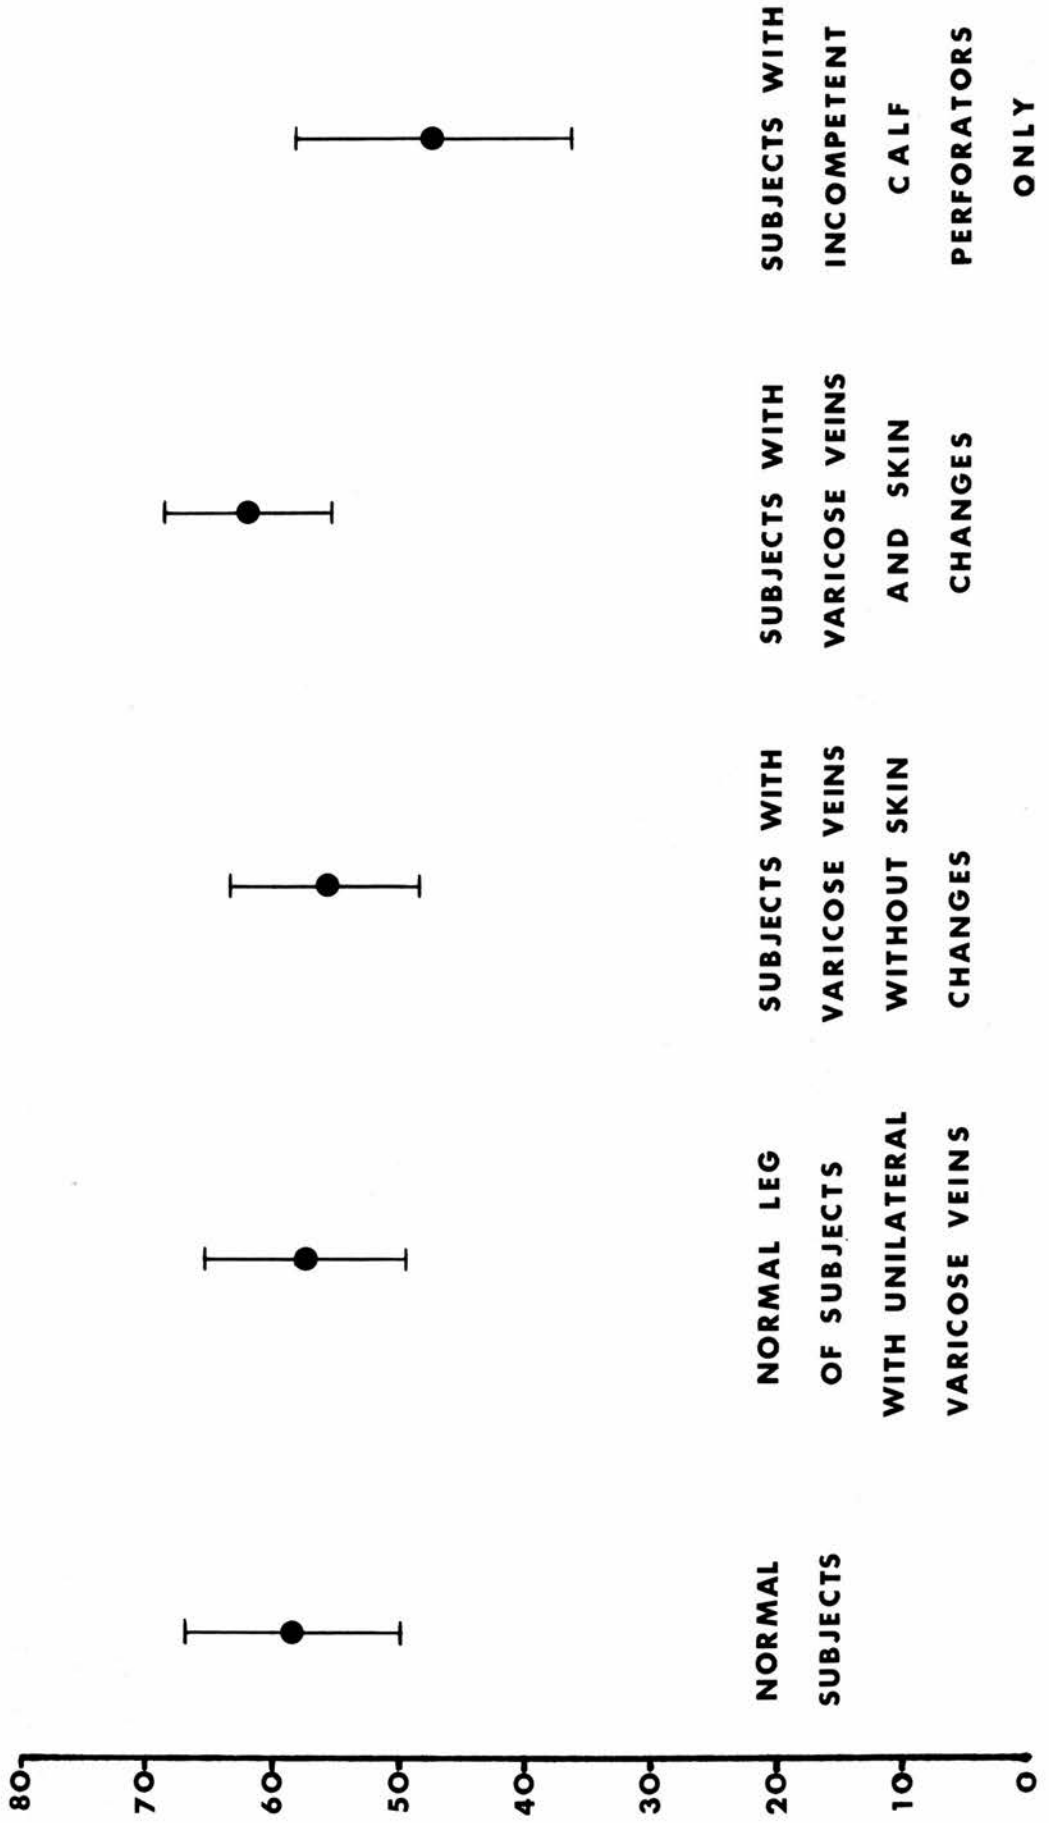 80
70
60
50
40
30
20
10
0
NORMAL
SUBJECTS
NORMAL LEG
OF SUBJECTS
WITH UNILATERAL
VARICOSE VEINS
SUBJECTS WITH
VARICOSE VEINS
WITHOUT SKIN
CHANGES
SUBJECTS WITH
VARICOSE VEINS
AND SKIN
CHANGES
SUBJECTS WITH
INCOMPETENT
CALF
PERFORATORS
ONLY